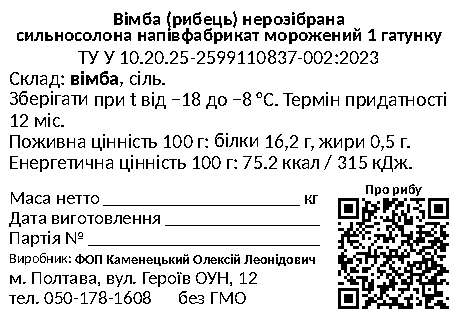 Вімба (рибець) нерозібрана
сильносолона напівфабрикат морожений 1 гатунку
ТУ У 10.20.25-2599110837-002:2023
Склад: вімба, сіль.
Зберігати при t від −18 до −8 °С. Термін придатності
12 міс.
Поживна цінність 100 г: білки 16,2 г, жири 0,5 г.
Енергетична цінність 100 г: 75.2 ккал / 315 кДж.
Маса нетто ____________________ кг
Дата виготовлення ________________
Партія № ________________________
Про рибу
Виробник: ФОП Каменецький Олексій Леонідович
м. Полтава, вул. Героїв ОУН, 12
тел. 050-178-1608 без ГМО